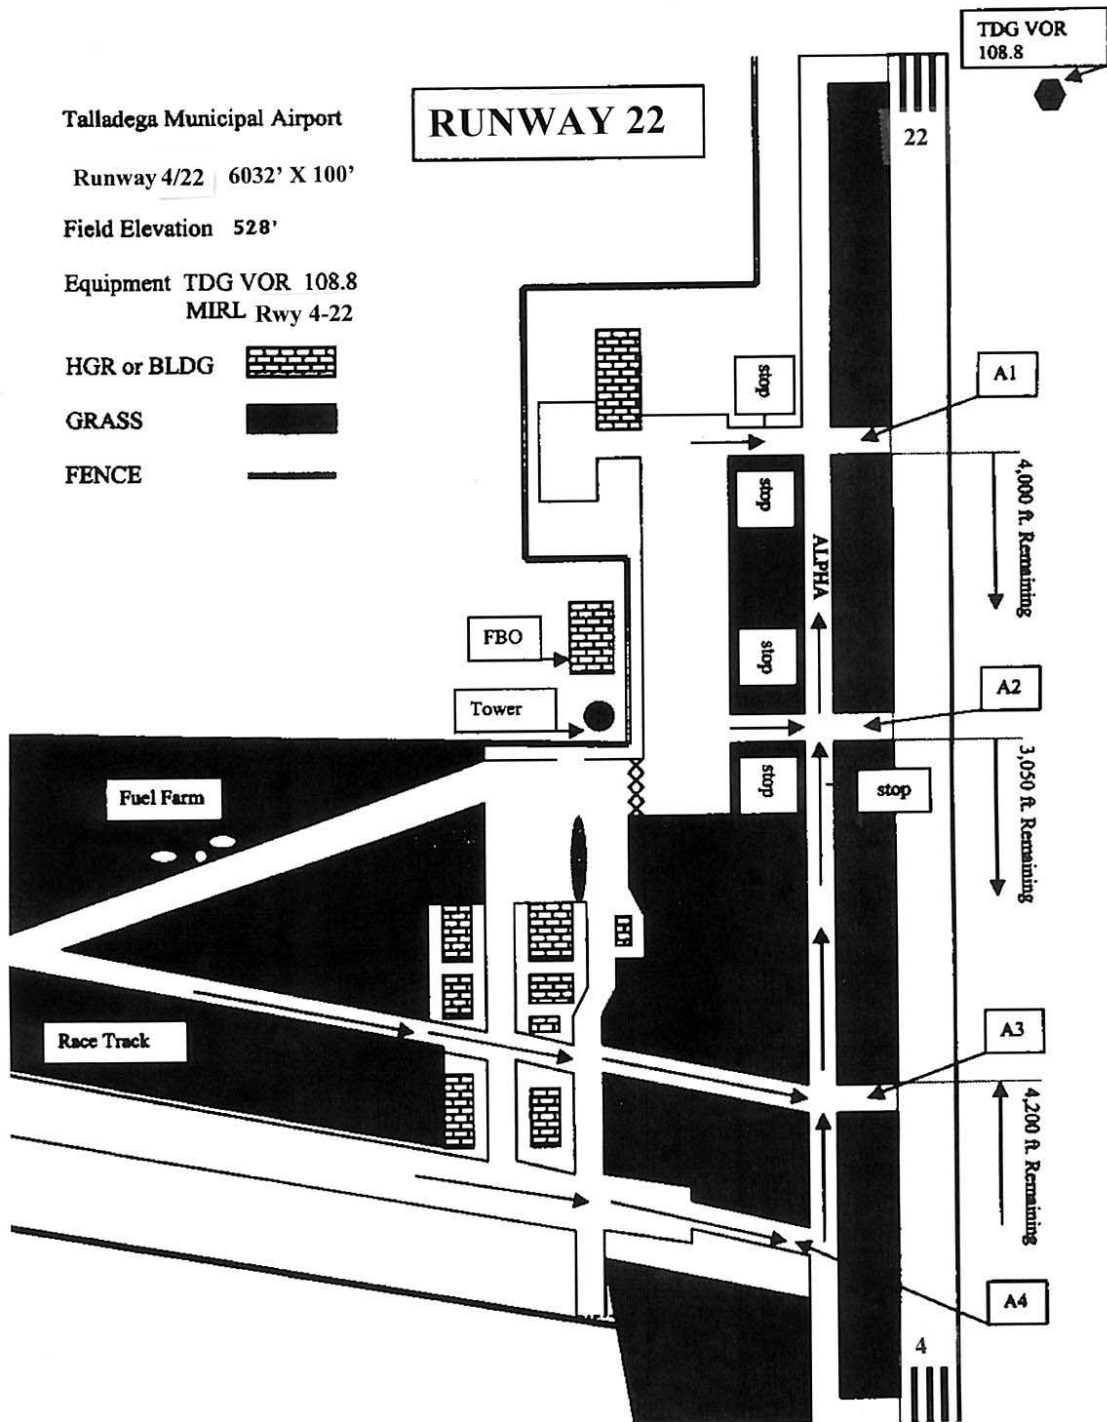 TDG VOR
108.8
Talladega Municipal Airport
RUNWAY 22
22
Runway 4/22 6032' X 100'
Field Elevation 528'
Equipment TDG VOR 108.8
MIRL Rwy 4-22
HGR or BLDG
stop
A1
GRASS
FENCE
stop
4,000 ft. Remaining
ALPHA
FBO
stop
A2
Tower
stop
stop
3,050 ft. Remaining
Fuel Farm
Race Track
A3
4,200 ft. Remaining
A4
4